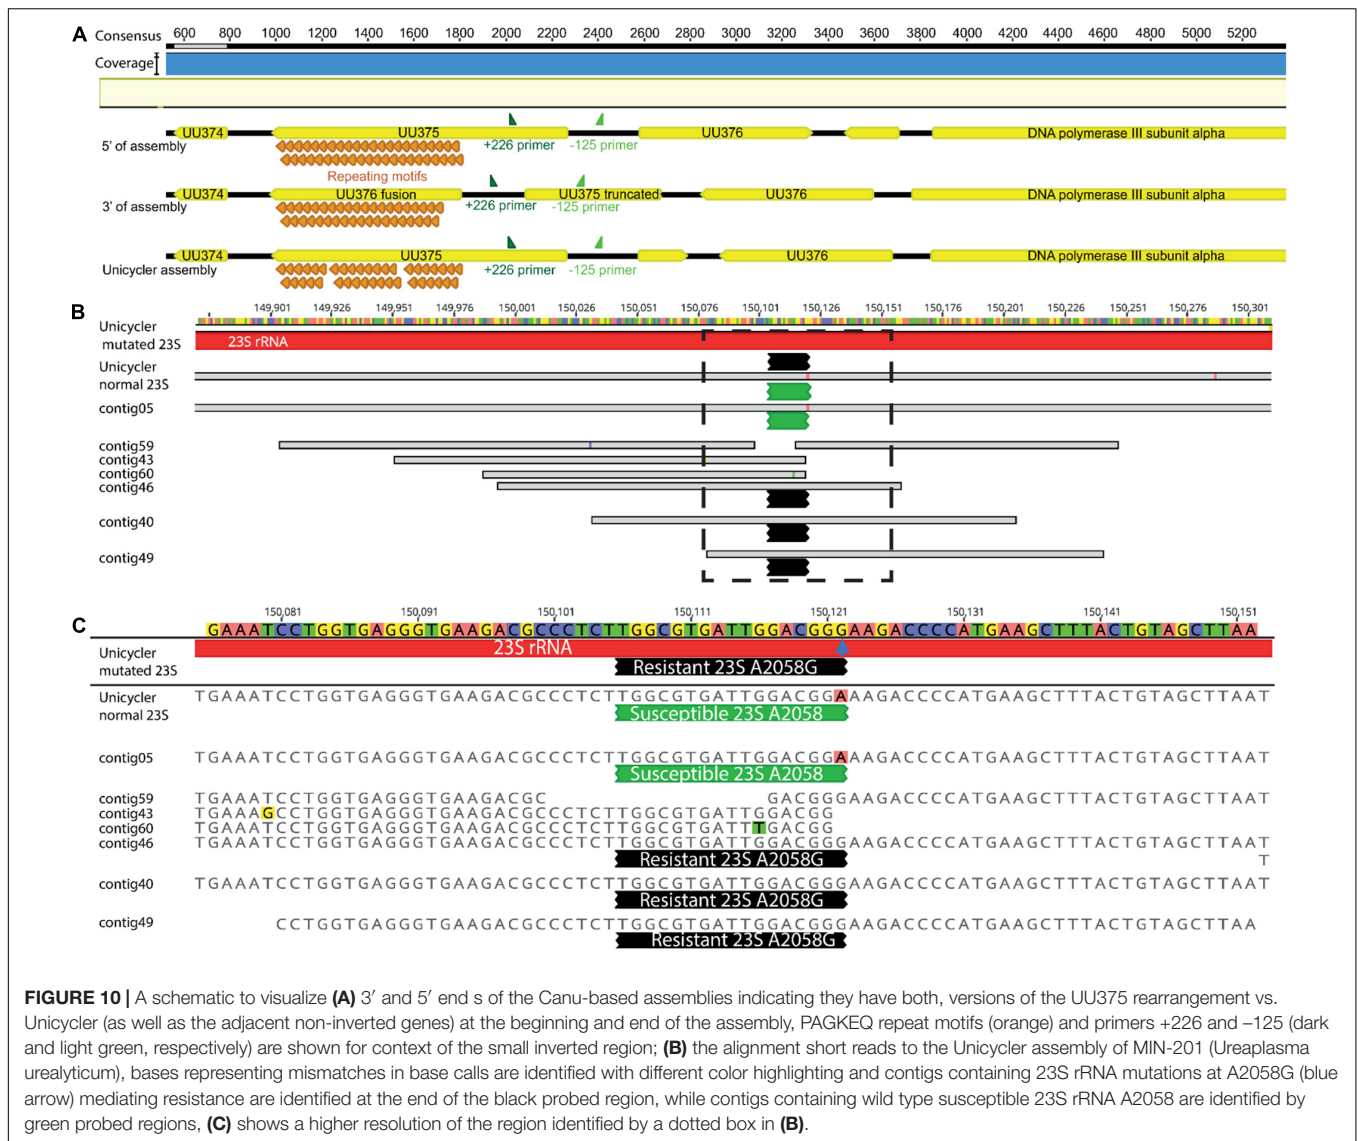 A
Consensus 600 800 1000 1200 1400 1600 1800 2000 2200 2400 2600 2800 3000 3200 3400 3600 3800 4000 4200 4400 4600 4800 5000 5200
Coverage
UU374 UU375 UU376 DNA polymerase III subunit alpha
5' of assembly +226 primer -125 primer
Repeating motifs
UU374 UU376 fusion UU375 truncated UU376 DNA polymerase III subunit alpha
3' of assembly +226 primer -125 primer
UU374 UU375 UU376 DNA polymerase III subunit alpha
Unicycler assembly +226 primer -125 primer
B
149,901 149,926 149,951 149,976 150,001 150,026 150,051 150,076 150,101 150,126 150,151 150,176 150,201 150,226 150,251 150,276 150,301
Unicycler
mutated 23S 23S rRNA
Unicycler
normal 23S
contig05
contig59
contig43
contig60
contig46
contig40
contig49
C
150,081 150,091 150,101 150,111 150,121 150,131 150,141 150,151
GAAATCCTGGTGAGGGTGAAGACGCCCTCTTGGCGTGATTGGACGGGAAGACCCCATGAAGCTTTACTGTAGCTTAA
Unicycler 23S rRNA
mutated 23S Resistant 23S A2058G
Unicycler TGAAATCCTGGTGAGGGTGAAGACGCCCTCTTGGCGTGATTGGACGGAAAGACCCCATGAAGCTTTACTGTAGCTTAAT
normal 23S Susceptible 23S A2058
contig05 TGAAATCCTGGTGAGGGTGAAGACGCCCTCTTGGCGTGATTGGACGGAAAGACCCCATGAAGCTTTACTGTAGCTTAAT
Susceptible 23S A2058
contig59 TGAAATCCTGGTGAGGGTGAAGACGC GACGGGAAGACCCCATGAAGCTTTACTGTAGCTTAAT
contig43 TGAAAGCCTGGTGAGGGTGAAGACGCCCTCTTGGCGTGATTGGACGG
contig60 TGAAATCCTGGTGAGGGTGAAGACGCCCTCTTGGCGTGATTTGACGG
contig46 TGAAATCCTGGTGAGGGTGAAGACGCCCTCTTGGCGTGATTGGACGGGAAGACCCCATGAAGCTTTACTGTAGCTTAAT
Resistant 23S A2058G T
contig40 TGAAATCCTGGTGAGGGTGAAGACGCCCTCTTGGCGTGATTGGACGGGAAGACCCCATGAAGCTTTACTGTAGCTTAAT
Resistant 23S A2058G
contig49 CCTGGTGAGGGTGAAGACGCCCTCTTGGCGTGATTGGACGGGAAGACCCCATGAAGCTTTACTGTAGCTTAA
Resistant 23S A2058G
FIGURE 10 | A schematic to visualize (A) 3′ and 5′ end s of the Canu-based assemblies indicating they have both, versions of the UU375 rearrangement vs.
Unicycler (as well as the adjacent non-inverted genes) at the beginning and end of the assembly, PAGKEQ repeat motifs (orange) and primers +226 and –125 (dark
and light green, respectively) are shown for context of the small inverted region; (B) the alignment short reads to the Unicycler assembly of MIN-201 (Ureaplasma
urealyticum), bases representing mismatches in base calls are identified with different color highlighting and contigs containing 23S rRNA mutations at A2058G (blue
arrow) mediating resistance are identified at the end of the black probed region, while contigs containing wild type susceptible 23S rRNA A2058 are identified by
green probed regions, (C) shows a higher resolution of the region identified by a dotted box in (B).